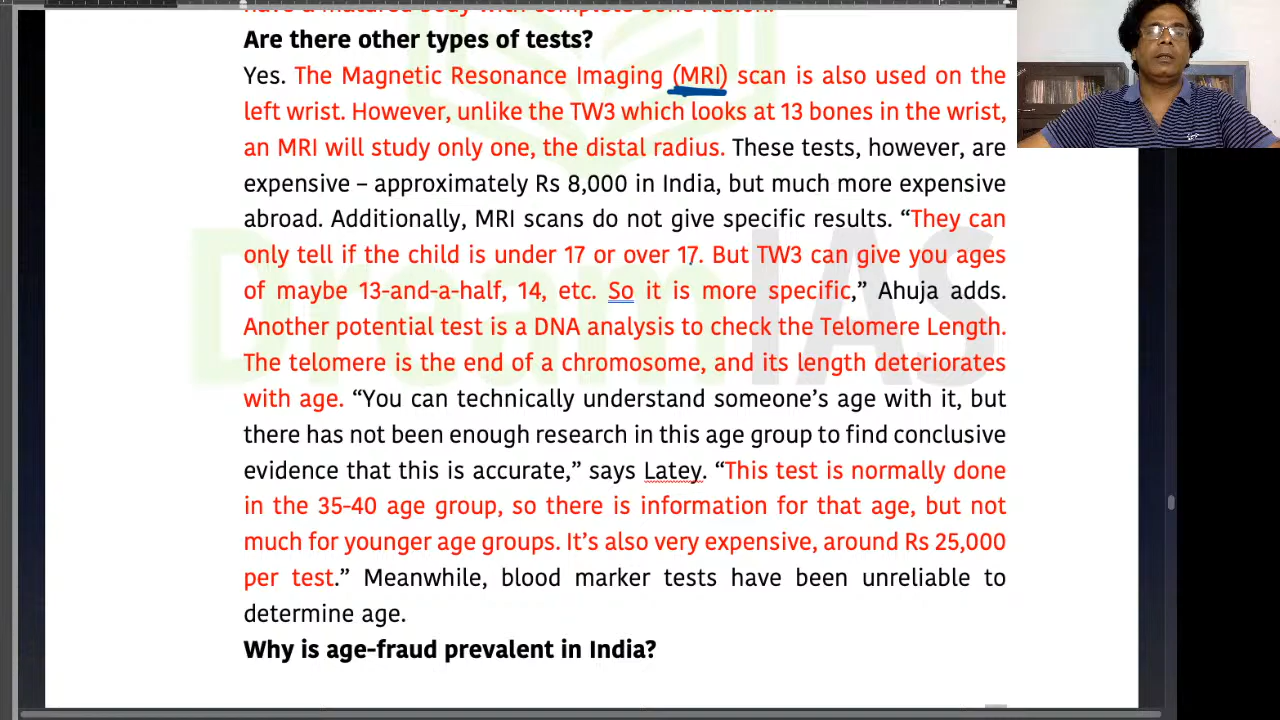 have a matured body with complete bone fusion.
Are there other types of tests?
Yes. The Magnetic Resonance Imaging (MRI) scan is also used on the
left wrist. However, unlike the TW3 which looks at 13 bones in the wrist,
an MRI will study only one, the distal radius. These tests, however, are
expensive – approximately Rs 8,000 in India, but much more expensive
abroad. Additionally, MRI scans do not give specific results. “They can
only tell if the child is under 17 or over 17. But TW3 can give you ages
of maybe 13-and-a-half, 14, etc. So it is more specific,” Ahuja adds.
Another potential test is a DNA analysis to check the Telomere Length.
The telomere is the end of a chromosome, and its length deteriorates
with age. “You can technically understand someone’s age with it, but
there has not been enough research in this age group to find conclusive
evidence that this is accurate,” says Latey. “This test is normally done
in the 35-40 age group, so there is information for that age, but not
much for younger age groups. It’s also very expensive, around Rs 25,000
per test.” Meanwhile, blood marker tests have been unreliable to
determine age.
Why is age-fraud prevalent in India?
Dream IAS